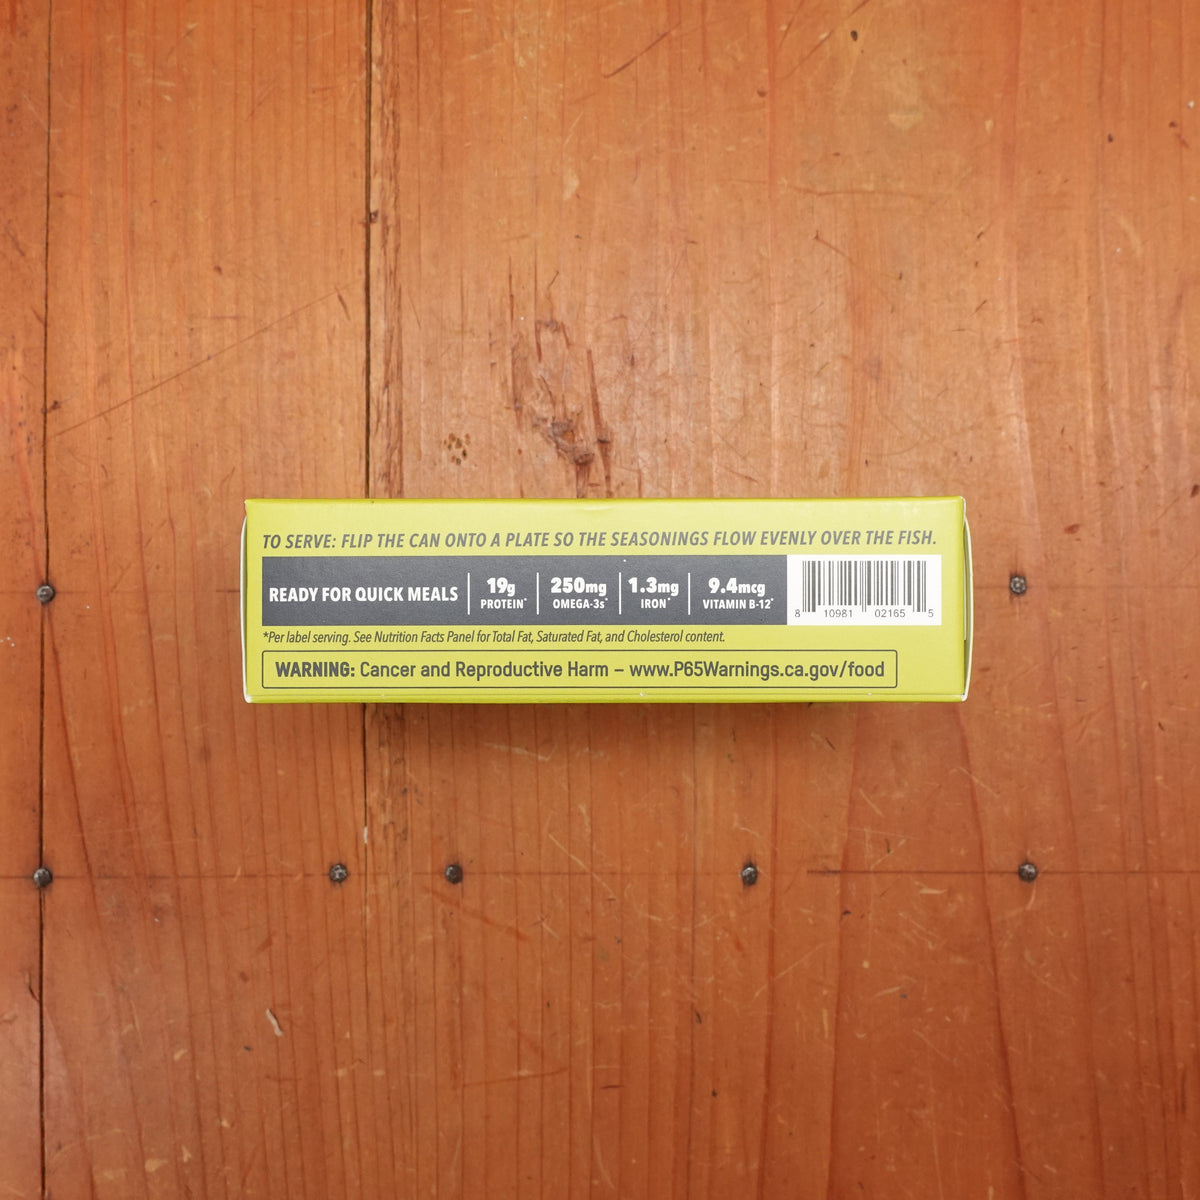 TO SERVE: FLIP THE CAN ONTO A PLATE SO THE SEASONINGS FLOW EVENLY OVER THE FISH.
READY FOR QUICK MEALS
19g
PROTEIN*
250mg
OMEGA-3s*
1.3mg
IRON*
9.4mcg
VITAMIN B-12*
8 10981 02165 5
*Per label serving. See Nutrition Facts Panel for Total Fat, Saturated Fat, and Cholesterol content.
WARNING: Cancer and Reproductive Harm – www.P65Warnings.ca.gov/food